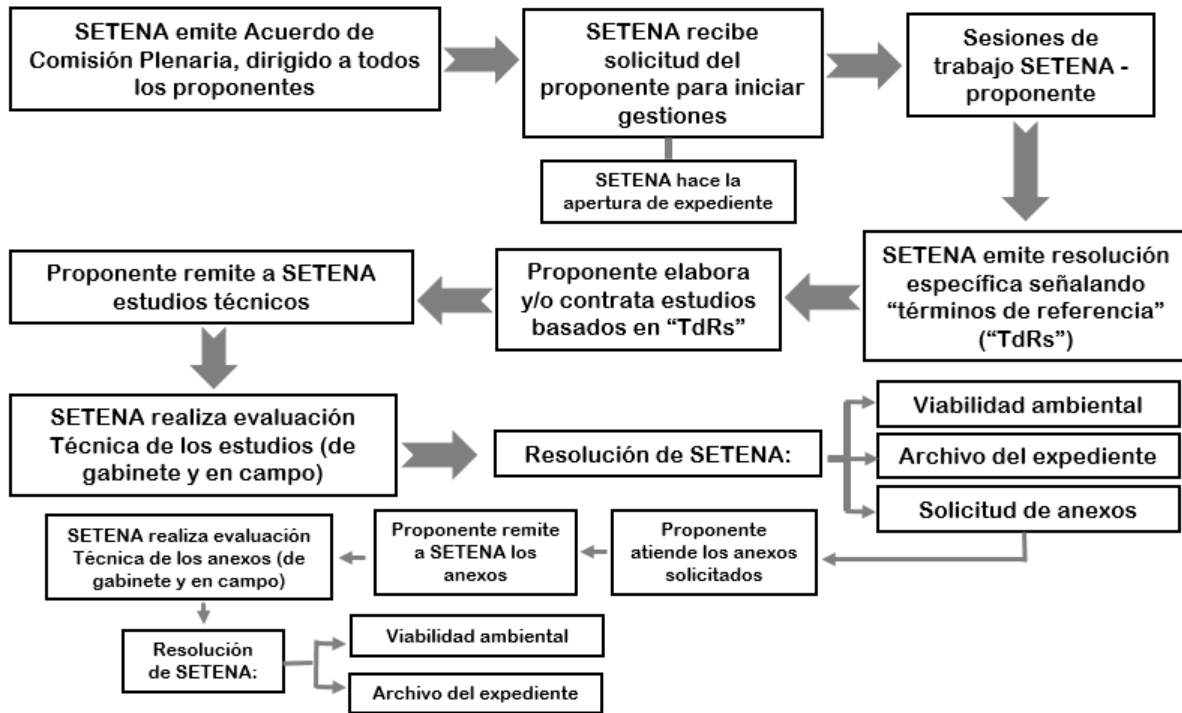 SETENA emite Acuerdo de
Comisión Plenaria, dirigido a todos
los proponentes
SETENA recibe
solicitud del
proponente para iniciar
gestiones
Sesiones de
trabajo SETENA -
proponente
SETENA hace la
apertura de expediente
SETENA emite resolución
específica señalando
“términos de referencia”
(“TdRs”)
Proponente elabora
y/o contrata estudios
basados en “TdRs”
Proponente remite a SETENA
estudios técnicos
SETENA realiza evaluación
Técnica de los estudios (de
gabinete y en campo)
Resolución de SETENA:
Viabilidad ambiental
Archivo del expediente
Solicitud de anexos
Proponente
atiende los anexos
solicitados
Proponente remite
a SETENA los
anexos
SETENA realiza evaluación
Técnica de los anexos (de
gabinete y en campo)
Resolución
de SETENA:
Viabilidad ambiental
Archivo del expediente